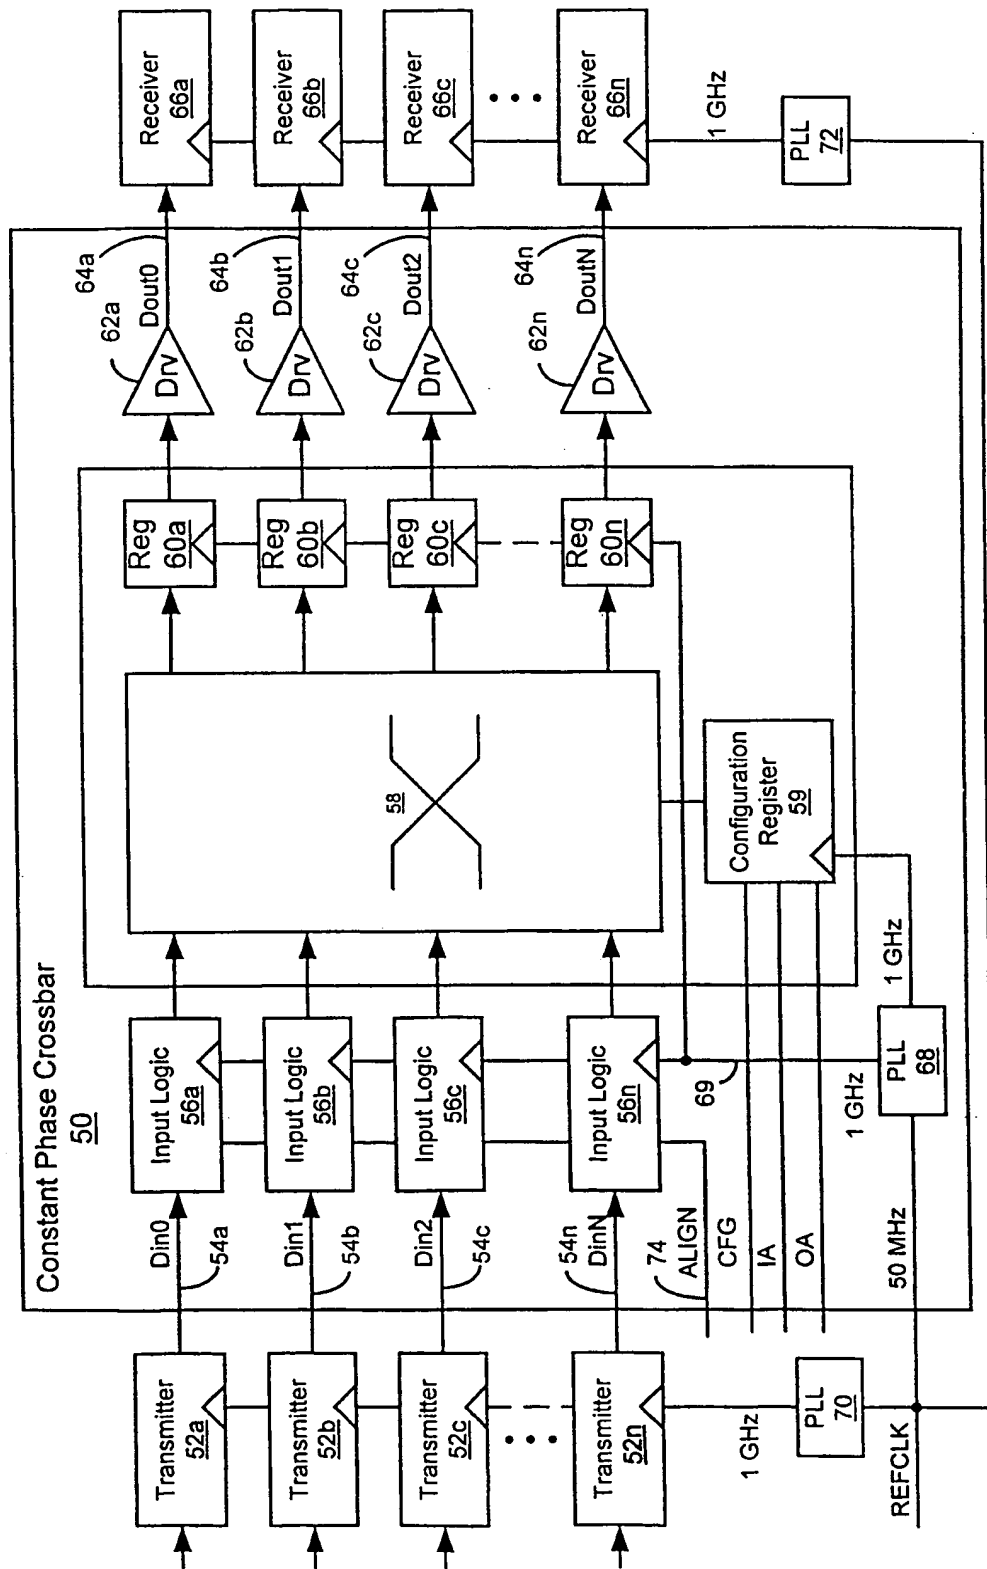 Constant Phase Crossbar
50
Transmitter
52a
Transmitter
52b
Transmitter
52c
Transmitter
52n
Din0
54a
Din1
54b
Din2
54c
DinN
54n
Input Logic
56a
Input Logic
56b
Input Logic
56c
Input Logic
56n
58
Reg
60a
Reg
60b
Reg
60c
Reg
60n
Drv
62a
Drv
62b
Drv
62c
Drv
62n
Dout0
64a
Dout1
64b
Dout2
64c
DoutN
64n
Receiver
66a
Receiver
66b
Receiver
66c
Receiver
66n
74
ALIGN
CFG
IA
OA
Configuration
Register
59
69
1 GHz
1 GHz
PLL
68
50 MHz
1 GHz
PLL
70
REFCLK
1 GHz
PLL
72